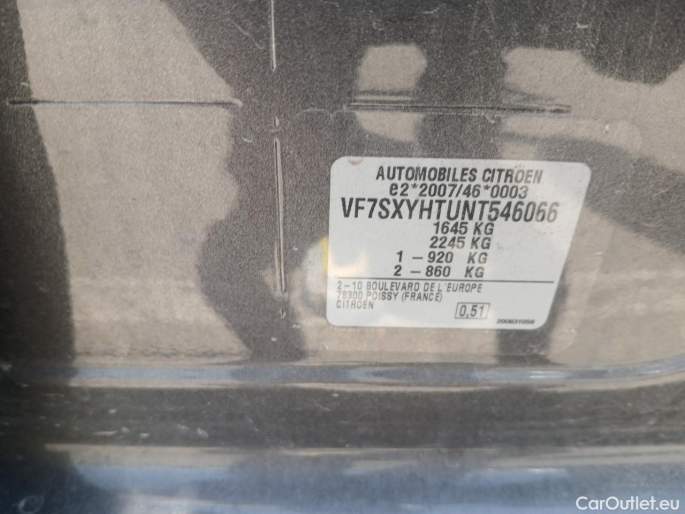 AUTOMOBILES CITROEN
e2*2007/46*0003
VF7SXYHTUNT546066
1645 KG
2245 KG
1 – 920 KG
2 – 860 KG
2–10 BOULEVARD DE L'EUROPE
78300 POISSY (FRANCE)
CITROEN
0,51
CarOutlet.eu